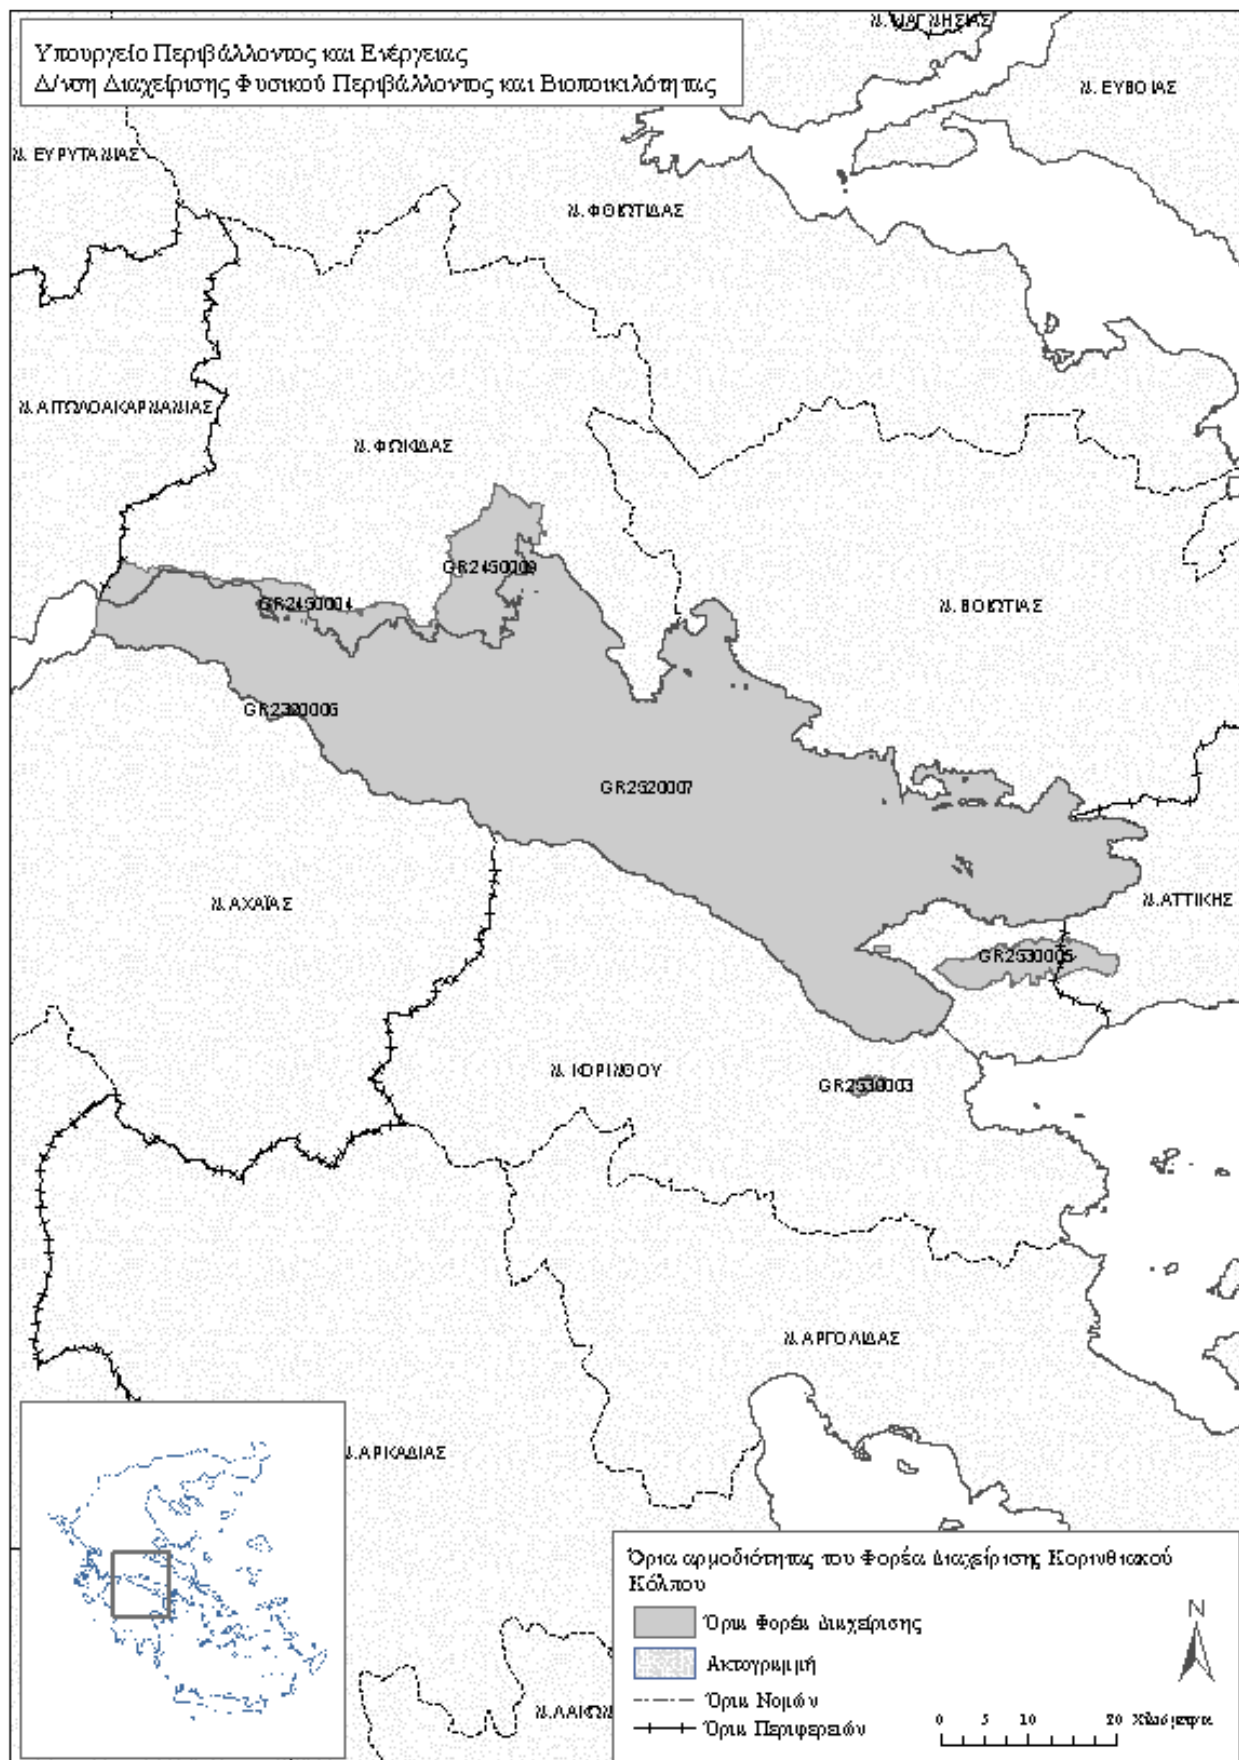 Υπουργείο Περιβάλλοντος και Ενέργειας
Δ/νση Διαχείρισης Φυσικού Περιβάλλοντος και Βιοποικιλότητας
Ν. ΜΑΓΝΗΣΙΑΣ
Ν. ΕΥΒΟΙΑΣ
Ν. ΕΥΡΥΤΑΝΙΑΣ
Ν. ΦΘΙΩΤΙΔΑΣ
Ν. ΑΙΤΩΛΟΑΚΑΡΝΑΝΙΑΣ
Ν. ΦΩΚΙΔΑΣ
GR2450009
GR2450004
Ν. ΒΟΙΩΤΙΑΣ
GR2320006
GR2520007
Ν. ΑΧΑΪΑΣ
Ν. ΑΤΤΙΚΗΣ
GR2530005
Ν. ΚΟΡΙΝΘΟΥ
GR2530003
Ν. ΑΡΓΟΛΙΔΑΣ
Ν. ΑΡΚΑΔΙΑΣ
Ν. ΛΑΚΩΝ
Όρια αρμοδιότητας του Φορέα Διαχείρισης Κορινθιακού
Κόλπου
Όρια Φορέα Διαχείρισης
Ακτογραμμή
Όρια Νομών
Όρια Περιφερειών
N
0 5 10 20 Χιλιόμετρα